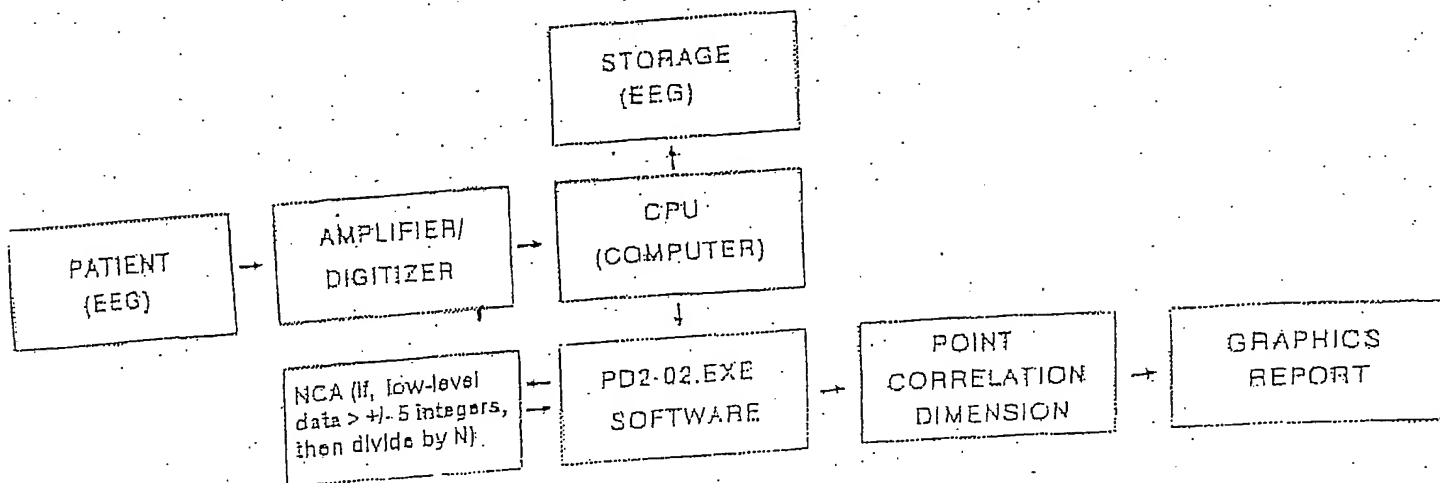 STORAGE
(EEG)
PATIENT
(EEG)
AMPLIFIER/
DIGITIZER
CPU
(COMPUTER)
NCA (If, low-level
data > +/- 5 integers,
then divide by N)
PD2-02.EXE
SOFTWARE
POINT
CORRELATION
DIMENSION
GRAPHICS
REPORT